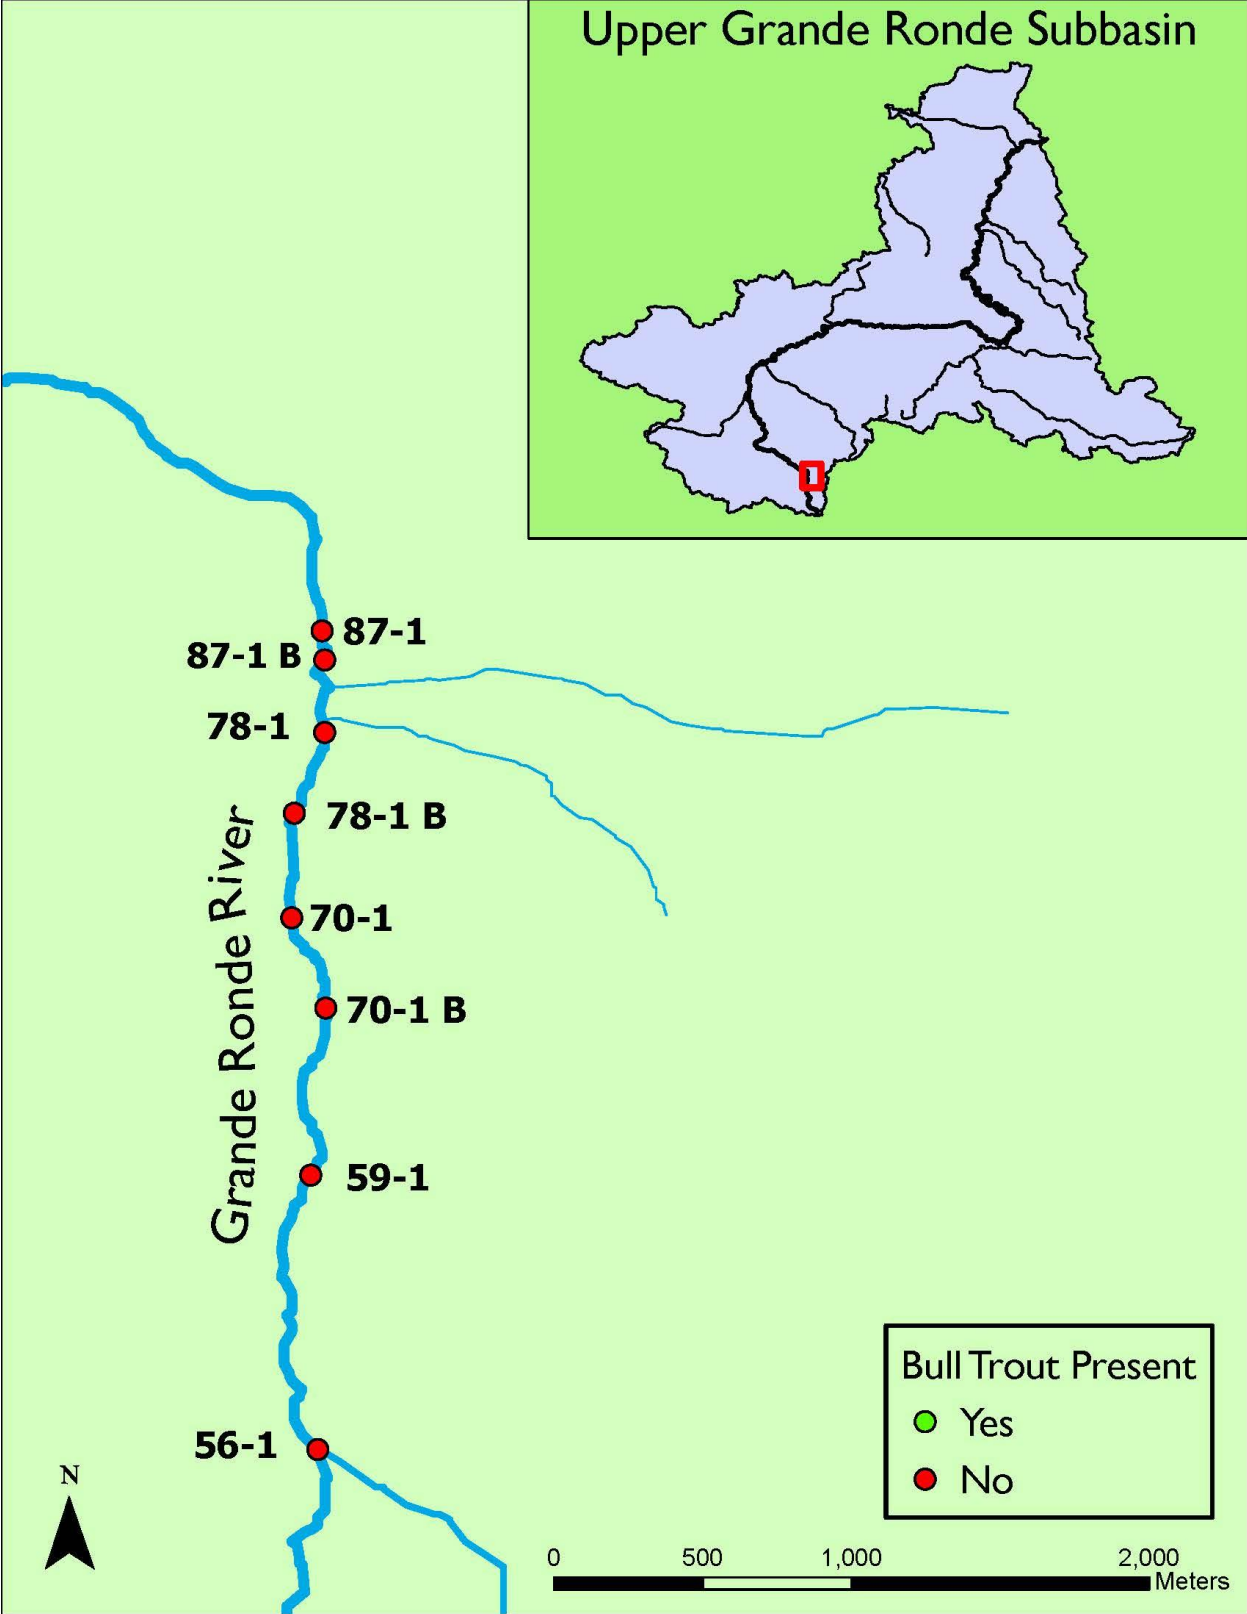 Upper Grande Ronde Subbasin
87-1
87-1 B
78-1
78-1 B
Grande Ronde River
70-1
70-1 B
59-1
56-1
Bull Trout Present
Yes
No
N
0 500 1,000 2,000
Meters